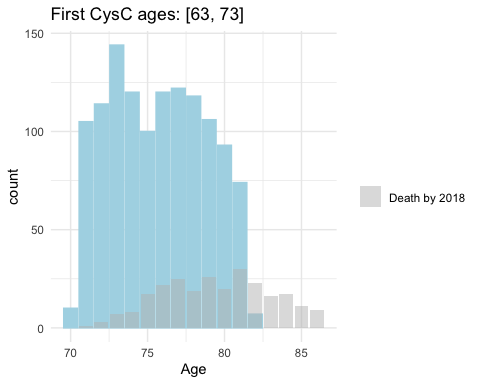 First CysC ages: [63, 73]
150
100
50
0
count
70 75 80 85
Age
Death by 2018